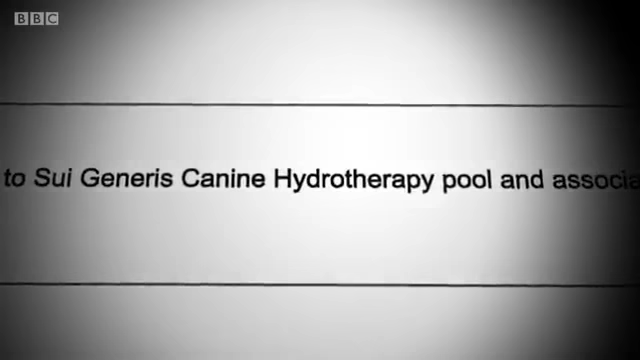 BBC
to Sui Generis Canine Hydrotherapy pool and associa